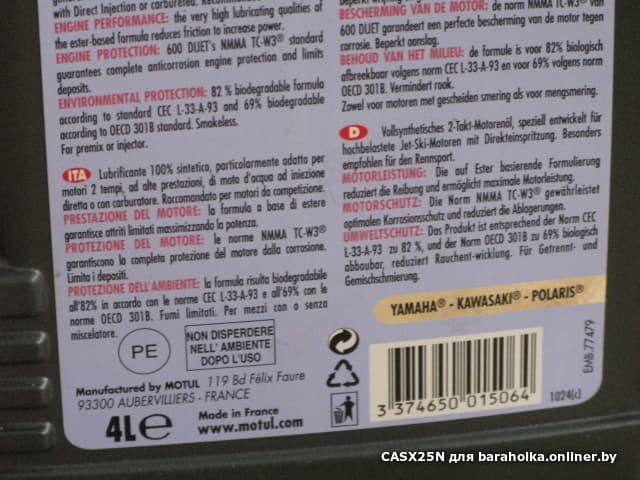 with Direct Injection or carbureted.
ENGINE PERFORMANCE: the very high lubricating qualities of
the ester-based formula reduces friction to increase power.
ENGINE PROTECTION: 600 DUET's NMMA TC-W3® standard
guarantees complete anticorrosion engine protection and limits
deposits.
ENVIRONMENTAL PROTECTION: 82 % biodegradable formula
according to standard CEC L-33-A-93 and 69% biodegradable
according to OECD 301B standard. Smokeless.
For premix or injector.
ITA Lubrificante 100% sintetico, particolarmente adatto per
motori 2 tempi, ad alte prestazioni, di moto d'acqua ad iniezione
diretta o con carburatore. Raccomandato per motori da competizione.
PRESTAZIONE DEL MOTORE: la formula a base di estere
garantisce attriti limitati massimizzando la potenza.
PROTEZIONE DEL MOTORE: le norme NMMA TC-W3®
garantiscono la completa protezione del motore dalla corrosione.
Limita i depositi.
PROTEZIONE DELL'AMBIENTE: la formula risulta biodegradabile
all'82% in accordo con le norme CEC L-33-A-93 e all'69% con le
norme OECD 301B. Fumi limitati. Per mezzi con o senza
miscelatore.
PE
NON DISPERDERE
NELL' AMBIENTE
DOPO L'USO
Manufactured by MOTUL 119 Bd Félix Faure
93300 AUBERVILLIERS - FRANCE
4L e
Made in France
www.motul.com
BESCHERMING VAN DE MOTOR: de norm NMMA TC-W3® van
600 DUET garandeert een perfecte bescherming van de motor tegen
corrosie. Beperkt aanslag.
BEHOUD VAN HET MILIEU: de formule is voor 82% biologisch
afbreekbaar volgens norm CEC L-33-A-93 en voor 69% volgens norm
OECD 301B. Vermindert rook.
Zowel voor motoren met gescheiden smering als voor mengsmering.
D Vollsynthetisches 2-Takt-Motorenöl, speziell entwickelt für
hochbelastete Jet-Ski-Motoren mit Direkteinspritzung. Besonders
empfohlen für den Rennsport.
MOTORLEISTUNG: Die auf Ester basierende Formulierung
reduziert die Reibung und ermöglicht maximale Motorleistung.
MOTORSCHUTZ: Die Norm NMMA TC-W3® gewährleistet
optimalen Korrosionschutz und reduziert die Ablagerungen.
UMWELTSCHUTZ: Das Produkt ist entsprechend der Norm CEC
L-33-A-93 zu 82 %, und der Norm OECD 301B zu 69% biologisch
abbaubar, reduziert Rauchent-wicklung. Für Getrennt- und
Gemischschmierung.
YAMAHA® - KAWASAKI® - POLARIS®
3 374650 015064
1024(c)
EMB.77479
CASX25N для baraholka.onliner.by